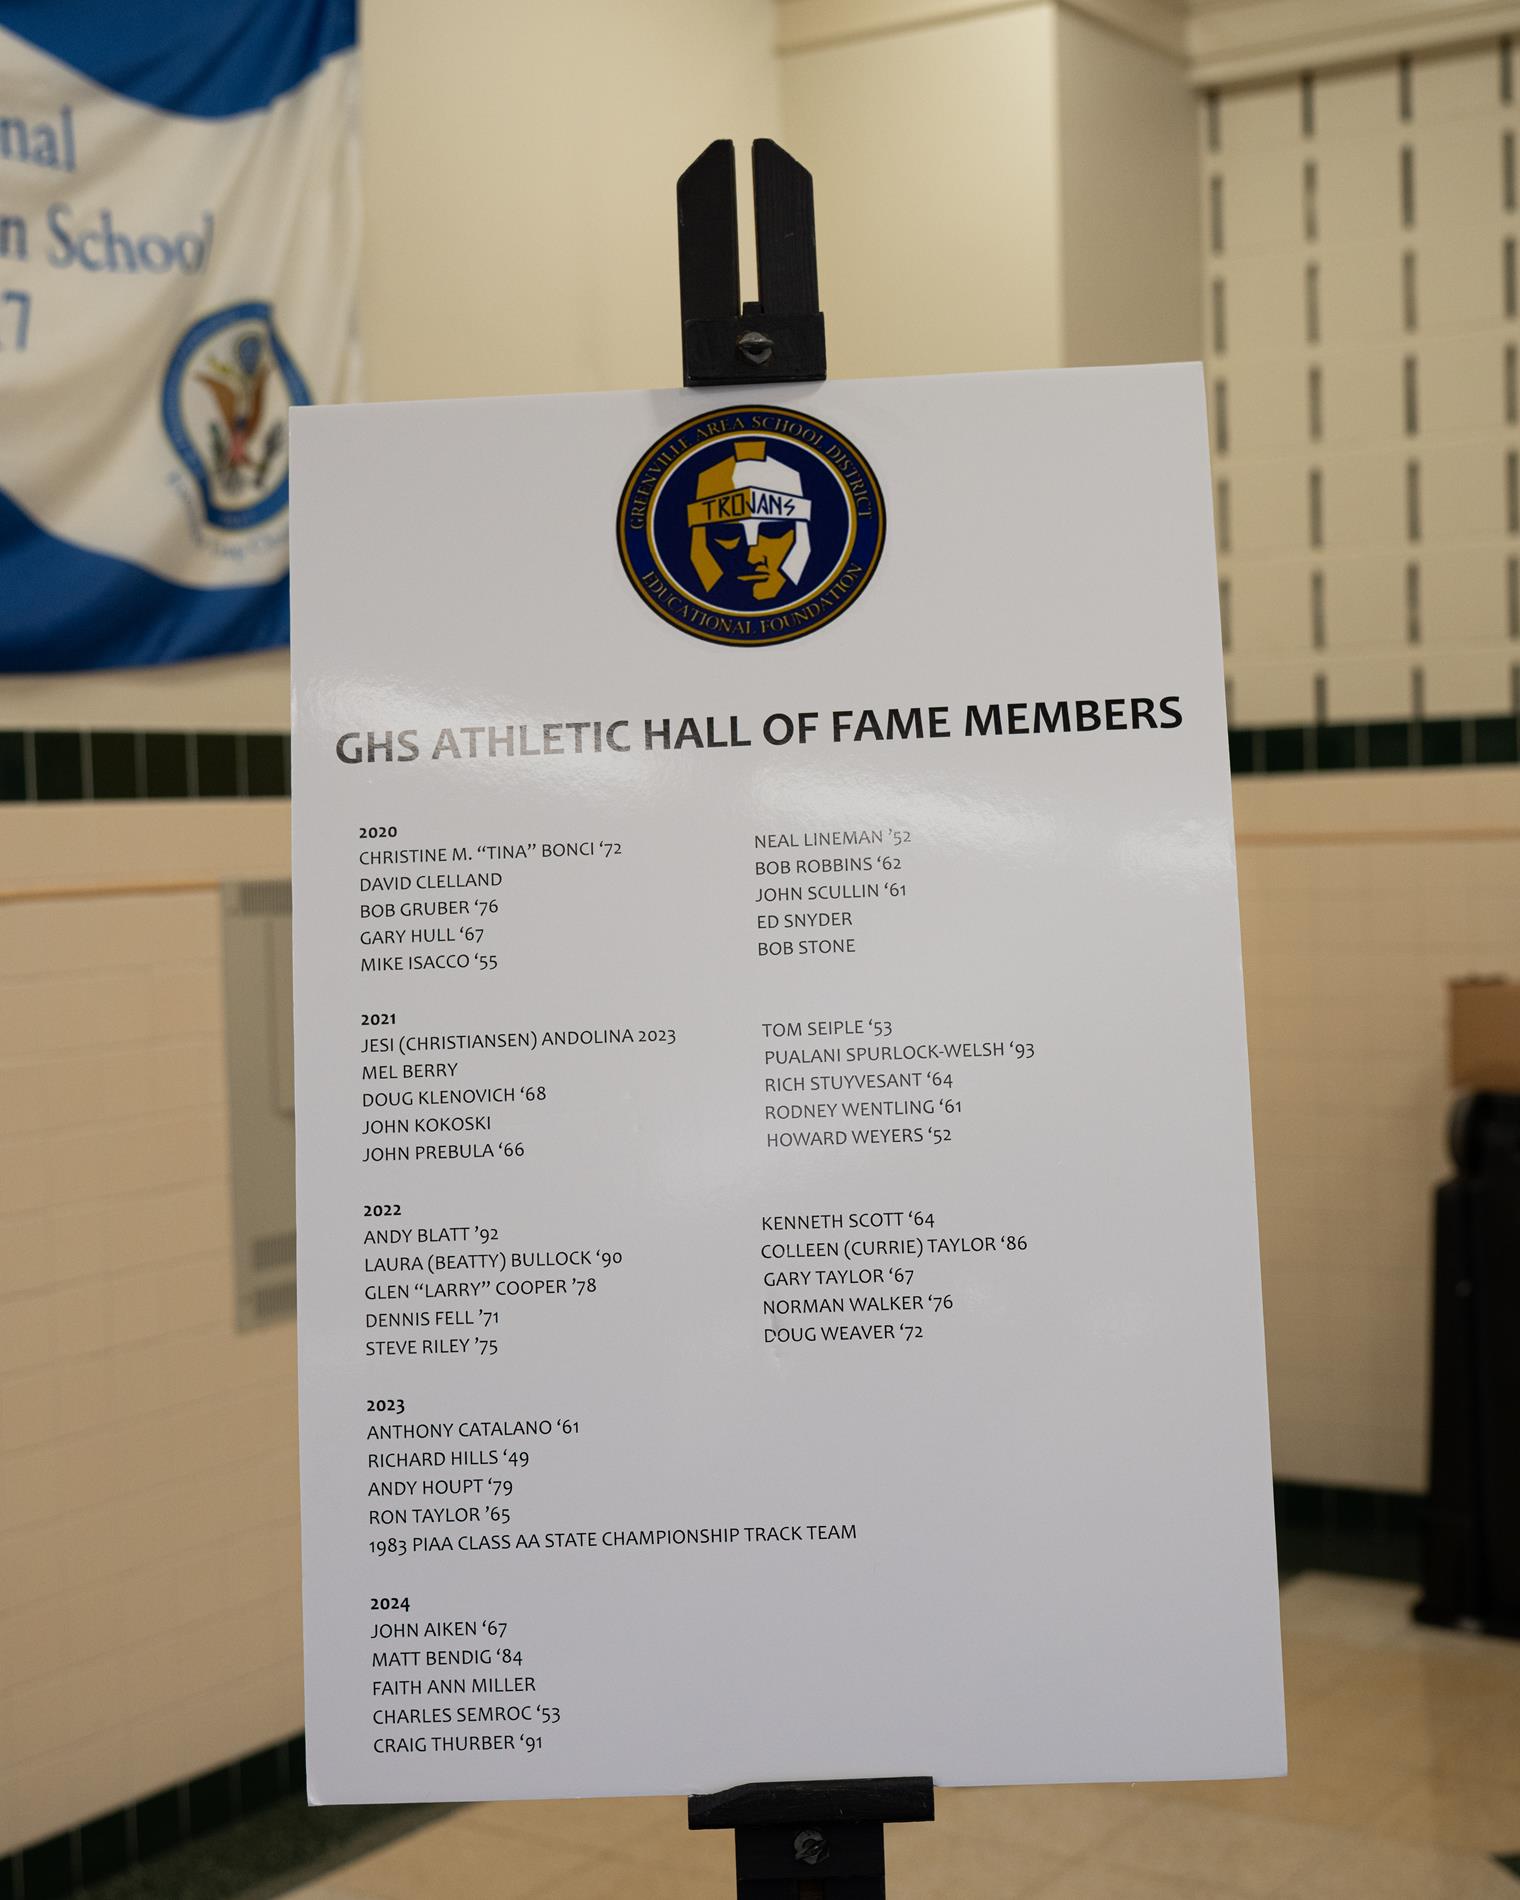 nal
n School
17
GREENVILLE AREA SCHOOL DISTRICT
TROJANS
EDUCATIONAL FOUNDATION
GHS ATHLETIC HALL OF FAME MEMBERS
2020
CHRISTINE M. “TINA” BONCI ‘72
DAVID CLELLAND
BOB GRUBER ‘76
GARY HULL ‘67
MIKE ISACCO ‘55
NEAL LINEMAN ’52
BOB ROBBINS ‘62
JOHN SCULLIN ‘61
ED SNYDER
BOB STONE
2021
JESI (CHRISTIANSEN) ANDOLINA 2023
MEL BERRY
DOUG KLENOVICH ‘68
JOHN KOKOSKI
JOHN PREBULA ‘66
TOM SEIPLE ‘53
PUALANI SPURLOCK-WELSH ‘93
RICH STUYVESANT ‘64
RODNEY WENTLING ‘61
HOWARD WEYERS ‘52
2022
ANDY BLATT ’92
LAURA (BEATTY) BULLOCK ‘90
GLEN “LARRY” COOPER ’78
DENNIS FELL ’71
STEVE RILEY ’75
KENNETH SCOTT ‘64
COLLEEN (CURRIE) TAYLOR ‘86
GARY TAYLOR ‘67
NORMAN WALKER ‘76
DOUG WEAVER ‘72
2023
ANTHONY CATALANO ‘61
RICHARD HILLS ‘49
ANDY HOUPT ‘79
RON TAYLOR ’65
1983 PIAA CLASS AA STATE CHAMPIONSHIP TRACK TEAM
2024
JOHN AIKEN ‘67
MATT BENDIG ‘84
FAITH ANN MILLER
CHARLES SEMROC ‘53
CRAIG THURBER ‘91